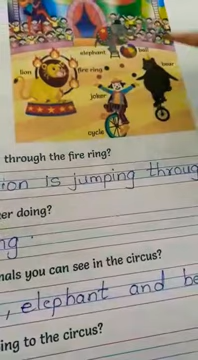 elephant
ball
lion
fire ring
bear
joker
cycle
through the fire ring?
ion is jumping throug
er doing?
ng.
nals you can see in the circus?
, elephant and be
ing to the circus?